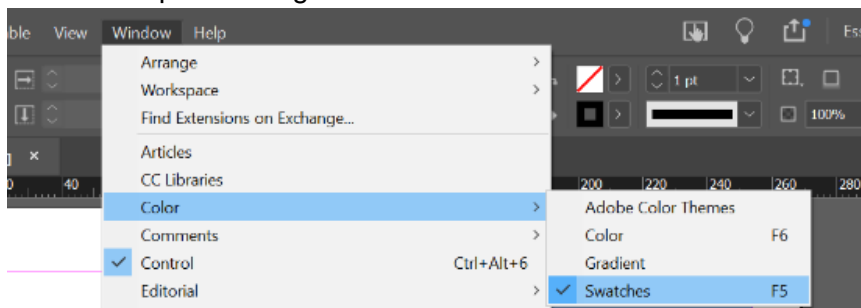 able View Window Help Ess
Arrange
Workspace
Find Extensions on Exchange...
1 pt
100%
Articles
CC Libraries
40 200 220 240 260 280
Color
Adobe Color Themes
Comments
Color F6
Control Ctrl+Alt+6
Gradient
Editorial
Swatches F5